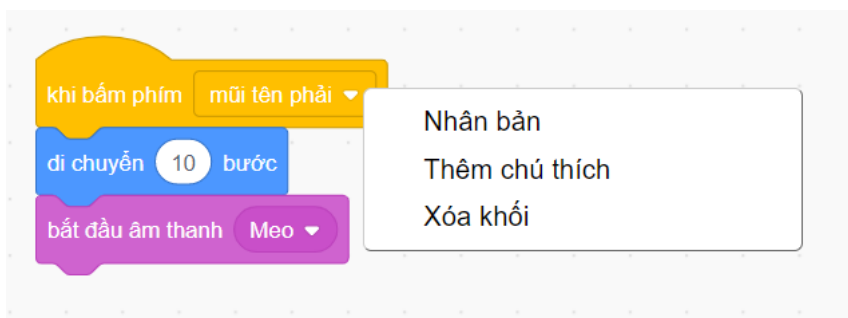 khi bấm phím mũi tên phải
Nhân bản
di chuyển 10 bước
Thêm chú thích
Xóa khối
bắt đầu âm thanh Meo